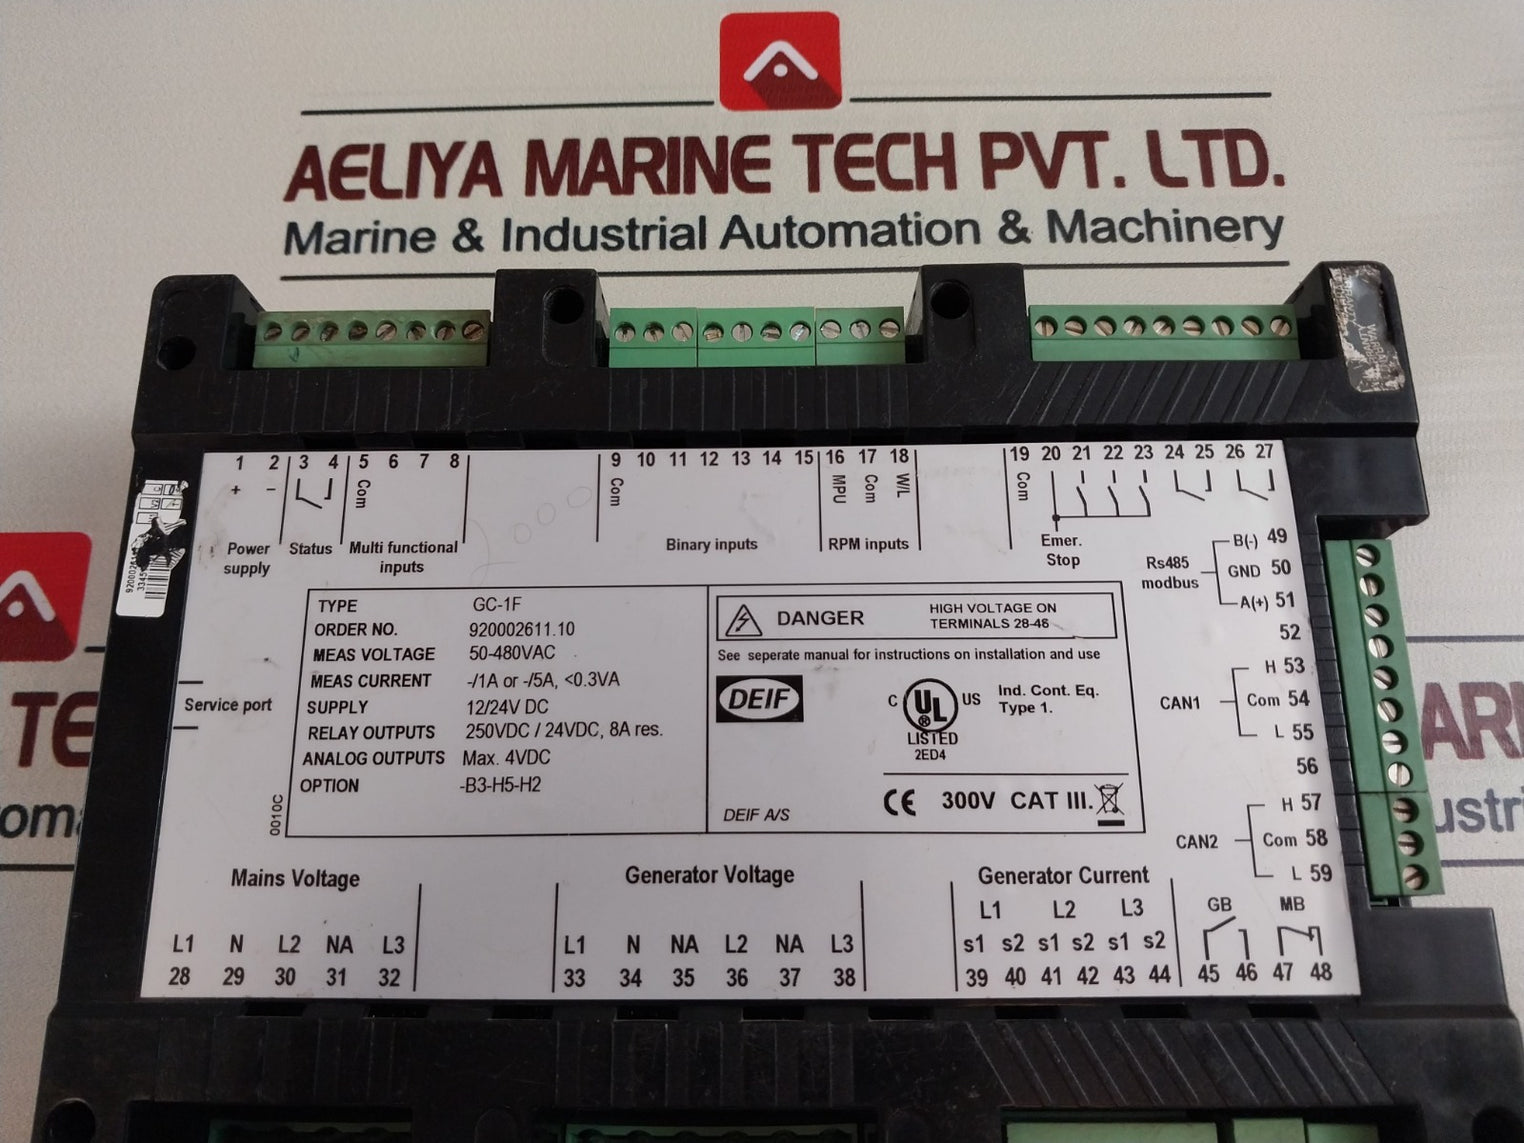 AELIYA MARINE TECH PVT. LTD.
Marine & Industrial Automation & Machinery
1 2 3 4 5 6 7 8 9 10 11 12 13 14 15 16 17 18 19 20 21 22 23 24 25 26 27
+ − Com Com MPU Com W/L Com
Power supply
Status
Multi functional inputs
Binary inputs
RPM inputs
Emer. Stop
Rs485 modbus
B(-) 49
GND 50
A(+) 51
52
CAN1
H 53
Com 54
L 55
56
CAN2
H 57
Com 58
L 59
Service port
TYPE GC-1F
ORDER NO. 920002611.10
MEAS VOLTAGE 50-480VAC
MEAS CURRENT -/1A or -/5A, <0.3VA
SUPPLY 12/24V DC
RELAY OUTPUTS 250VDC / 24VDC, 8A res.
ANALOG OUTPUTS Max. 4VDC
OPTION -B3-H5-H2
0010C
DANGER
HIGH VOLTAGE ON
TERMINALS 28-46
See seperate manual for instructions on installation and use
DEIF
C UL ® US
LISTED
2ED4
Ind. Cont. Eq.
Type 1.
DEIF A/S
CE 300V CAT III.
Mains Voltage
L1 N L2 NA L3
28 29 30 31 32
Generator Voltage
L1 N NA L2 NA L3
33 34 35 36 37 38
Generator Current
L1 L2 L3
s1 s2 s1 s2 s1 s2
39 40 41 42 43 44
GB MB
45 46 47 48
2000
TE
oma
ARM
ustri